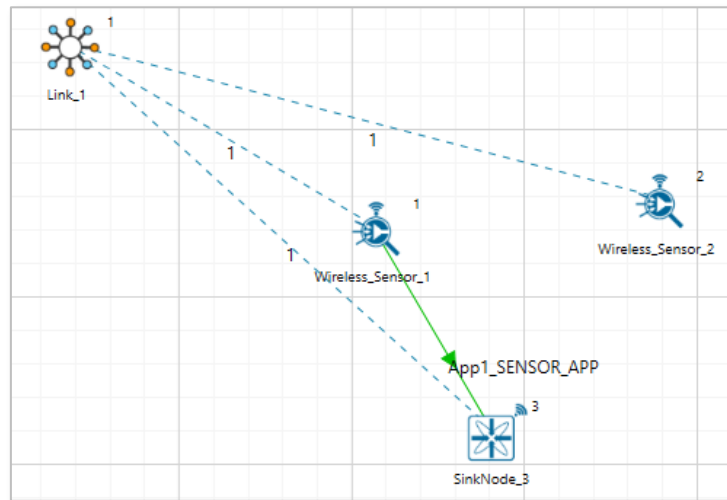 1
Link_1
1
2
1
1
Wireless_Sensor_2
1
Wireless_Sensor_1
App1_SENSOR_APP
3
SinkNode_3